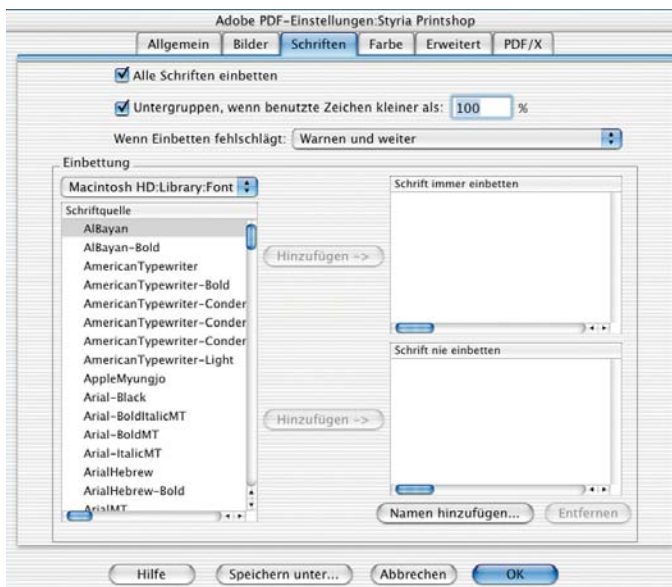 Adobe PDF-Einstellungen:Styria Printshop
Allgemein Bilder Schriften Farbe Erweitert PDF/X
Alle Schriften einbetten
Untergruppen, wenn benutzte Zeichen kleiner als: 100 %
Wenn Einbetten fehlschlägt: Warnen und weiter
Einbettung
Macintosh HD:Library:Font
Schriftquelle
AlBayan
AlBayan-Bold
AmericanTypewriter
AmericanTypewriter-Bold
AmericanTypewriter-Conder
AmericanTypewriter-Conder
AmericanTypewriter-Conder
AmericanTypewriter-Light
AppleMyungjo
Arial-Black
Arial-BoldItalicMT
Arial-BoldMT
Arial-ItalicMT
ArialHebrew
ArialHebrew-Bold
ArialMT
Hinzufügen ->
Schrift immer einbetten
Hinzufügen ->
Schrift nie einbetten
Namen hinzufügen... Entfernen
Hilfe Speichern unter... Abbrechen OK